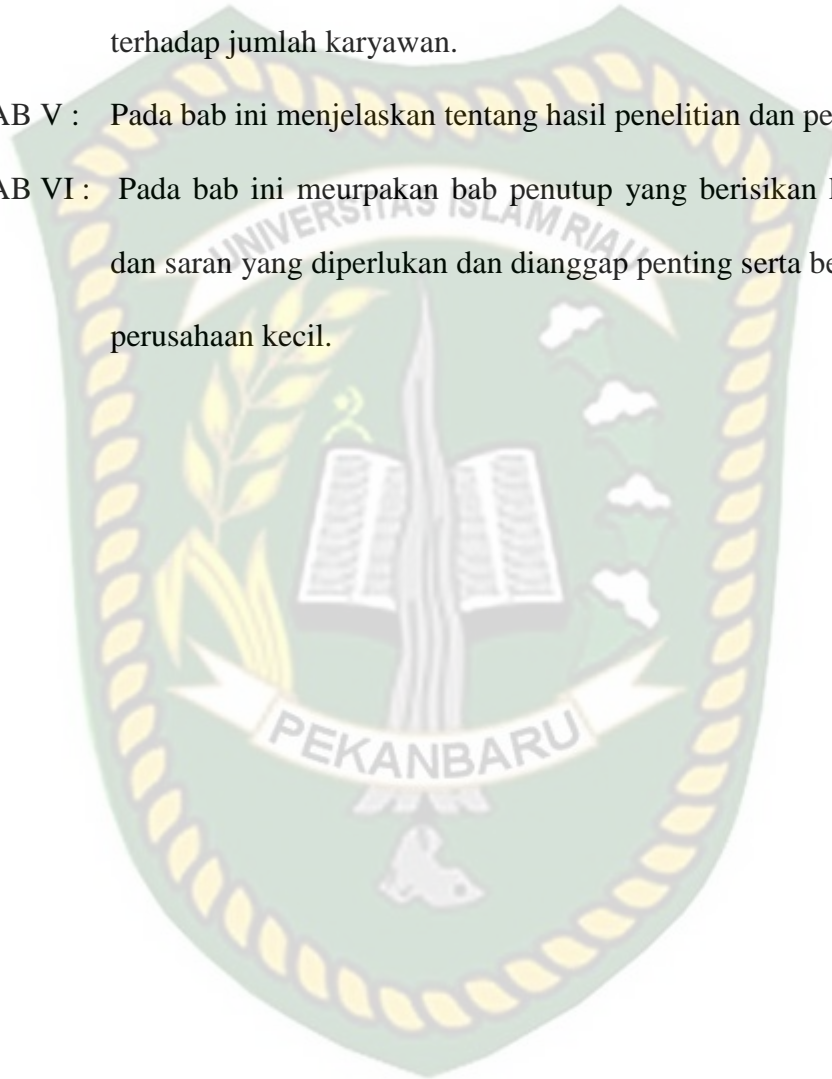 terhadap jumlah karyawan.
AB V : Pada bab ini menjelaskan tentang hasil penelitian dan pe
AB VI : Pada bab ini meurpakan bab penutup yang berisikan
dan saran yang diperlukan dan dianggap penting serta be
perusahaan kecil.
UNIVERSITAS ISLAM RIAU
PEKANBARU